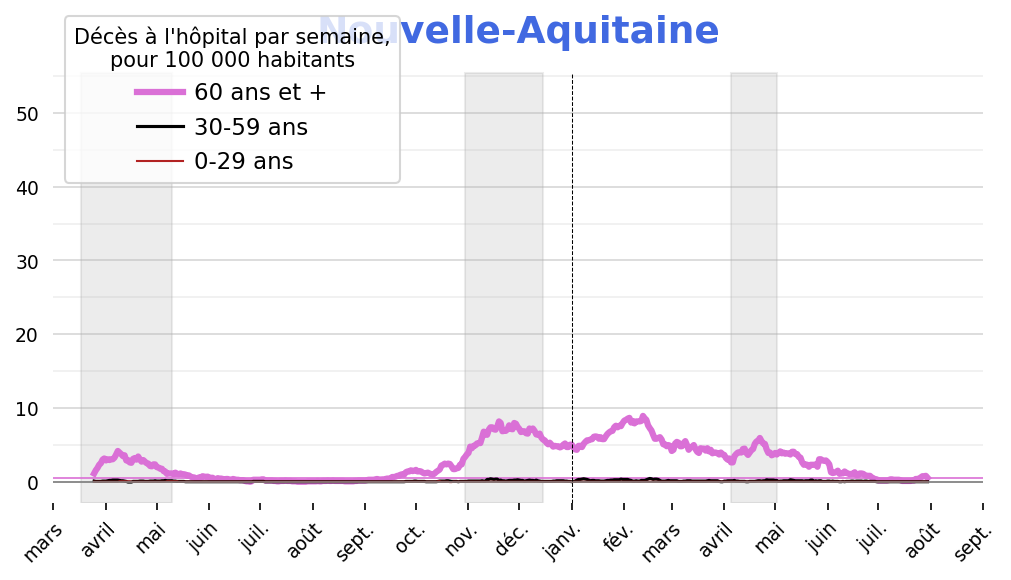 Nouvelle-Aquitaine
Décès à l'hôpital par semaine,
pour 100 000 habitants
60 ans et +
30-59 ans
0-29 ans
50
40
30
20
10
0
mars avril mai juin juil. août sept. oct. nov. déc. janv. fév. mars avril mai juin juil. août sept.